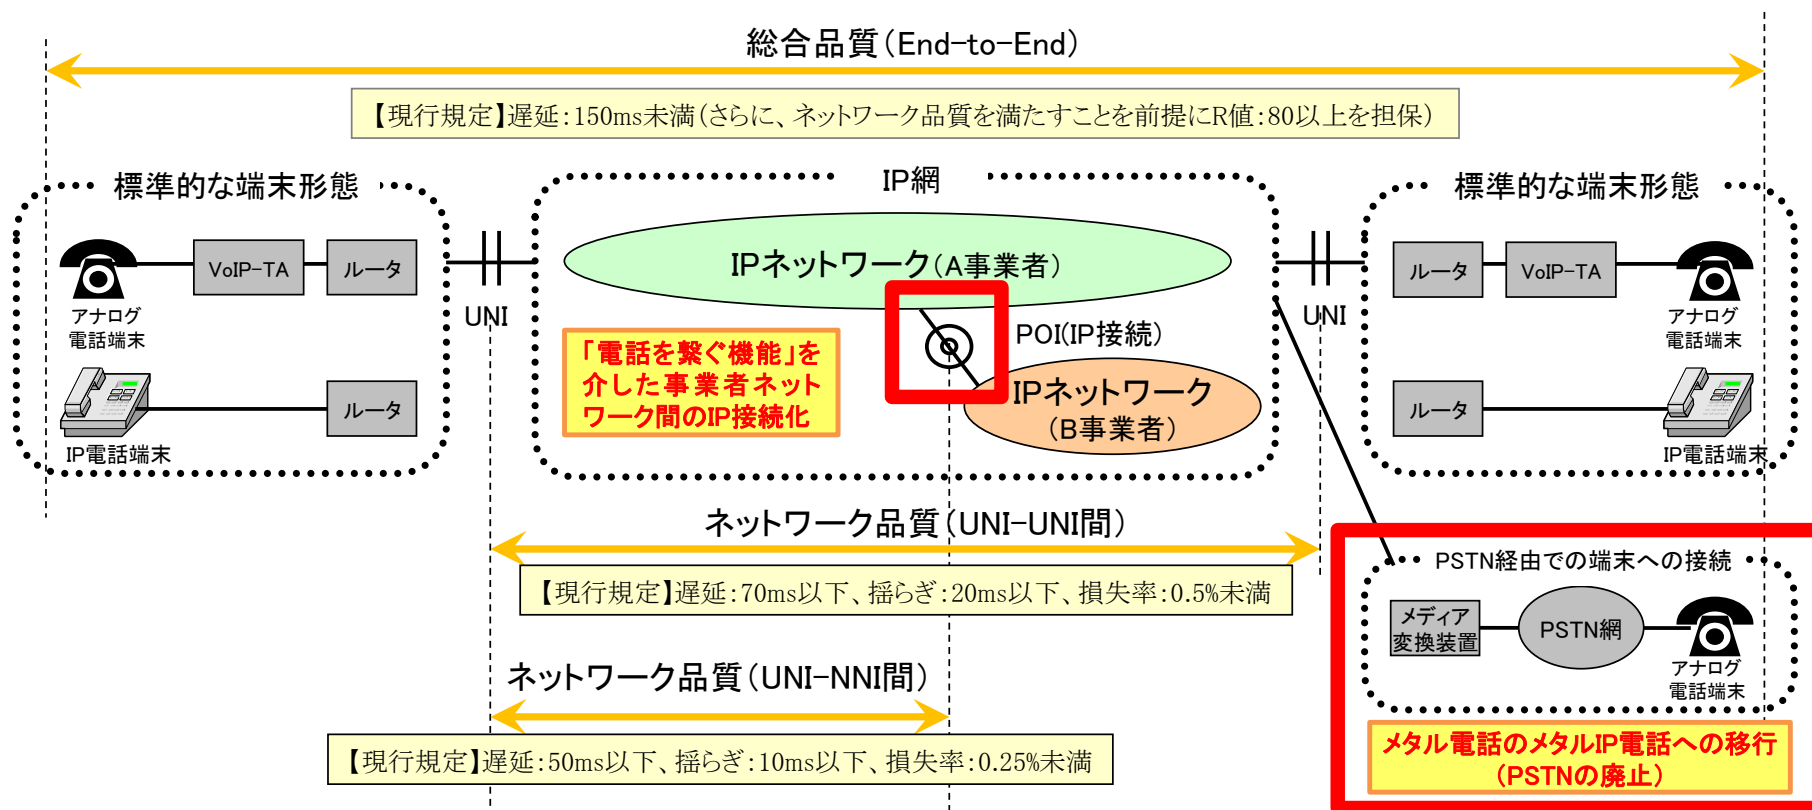 総合品質(End-to-End)
【現行規定】遅延:150ms未満(さらに、ネットワーク品質を満たすことを前提にR値:80以上を担保)
標準的な端末形態
アナログ
電話端末
VoIP-TA
ルータ
IP電話端末
ルータ
UNI
IP網
IPネットワーク(A事業者)
「電話を繋ぐ機能」を
介した事業者ネット
ワーク間のIP接続化
POI(IP接続)
IPネットワーク
(B事業者)
UNI
標準的な端末形態
ルータ
VoIP-TA
アナログ
電話端末
ルータ
IP電話端末
ネットワーク品質(UNI-UNI間)
【現行規定】遅延:70ms以下、揺らぎ:20ms以下、損失率:0.5%未満
ネットワーク品質(UNI-NNI間)
【現行規定】遅延:50ms以下、揺らぎ:10ms以下、損失率:0.25%未満
PSTN経由での端末への接続
メディア
変換装置
PSTN網
アナログ
電話端末
メタル電話のメタルIP電話への移行
(PSTNの廃止)